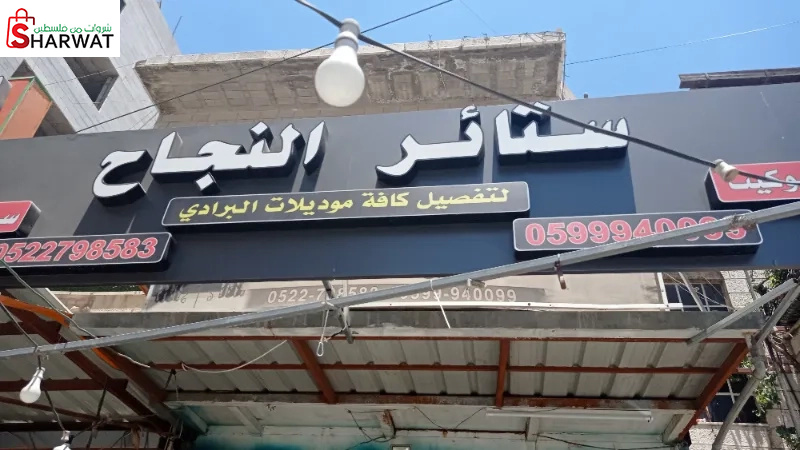 شروات من فلسطين
SHARWAT
ستائر النجاح
لتفصيل كافة موديلات البرادي
0599940099
0522798583